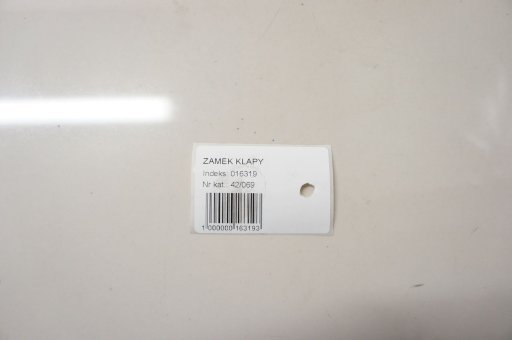 ZAMEK KLAPY
Indeks: 016319
Nr kat.: 42/069
1 000000 163193